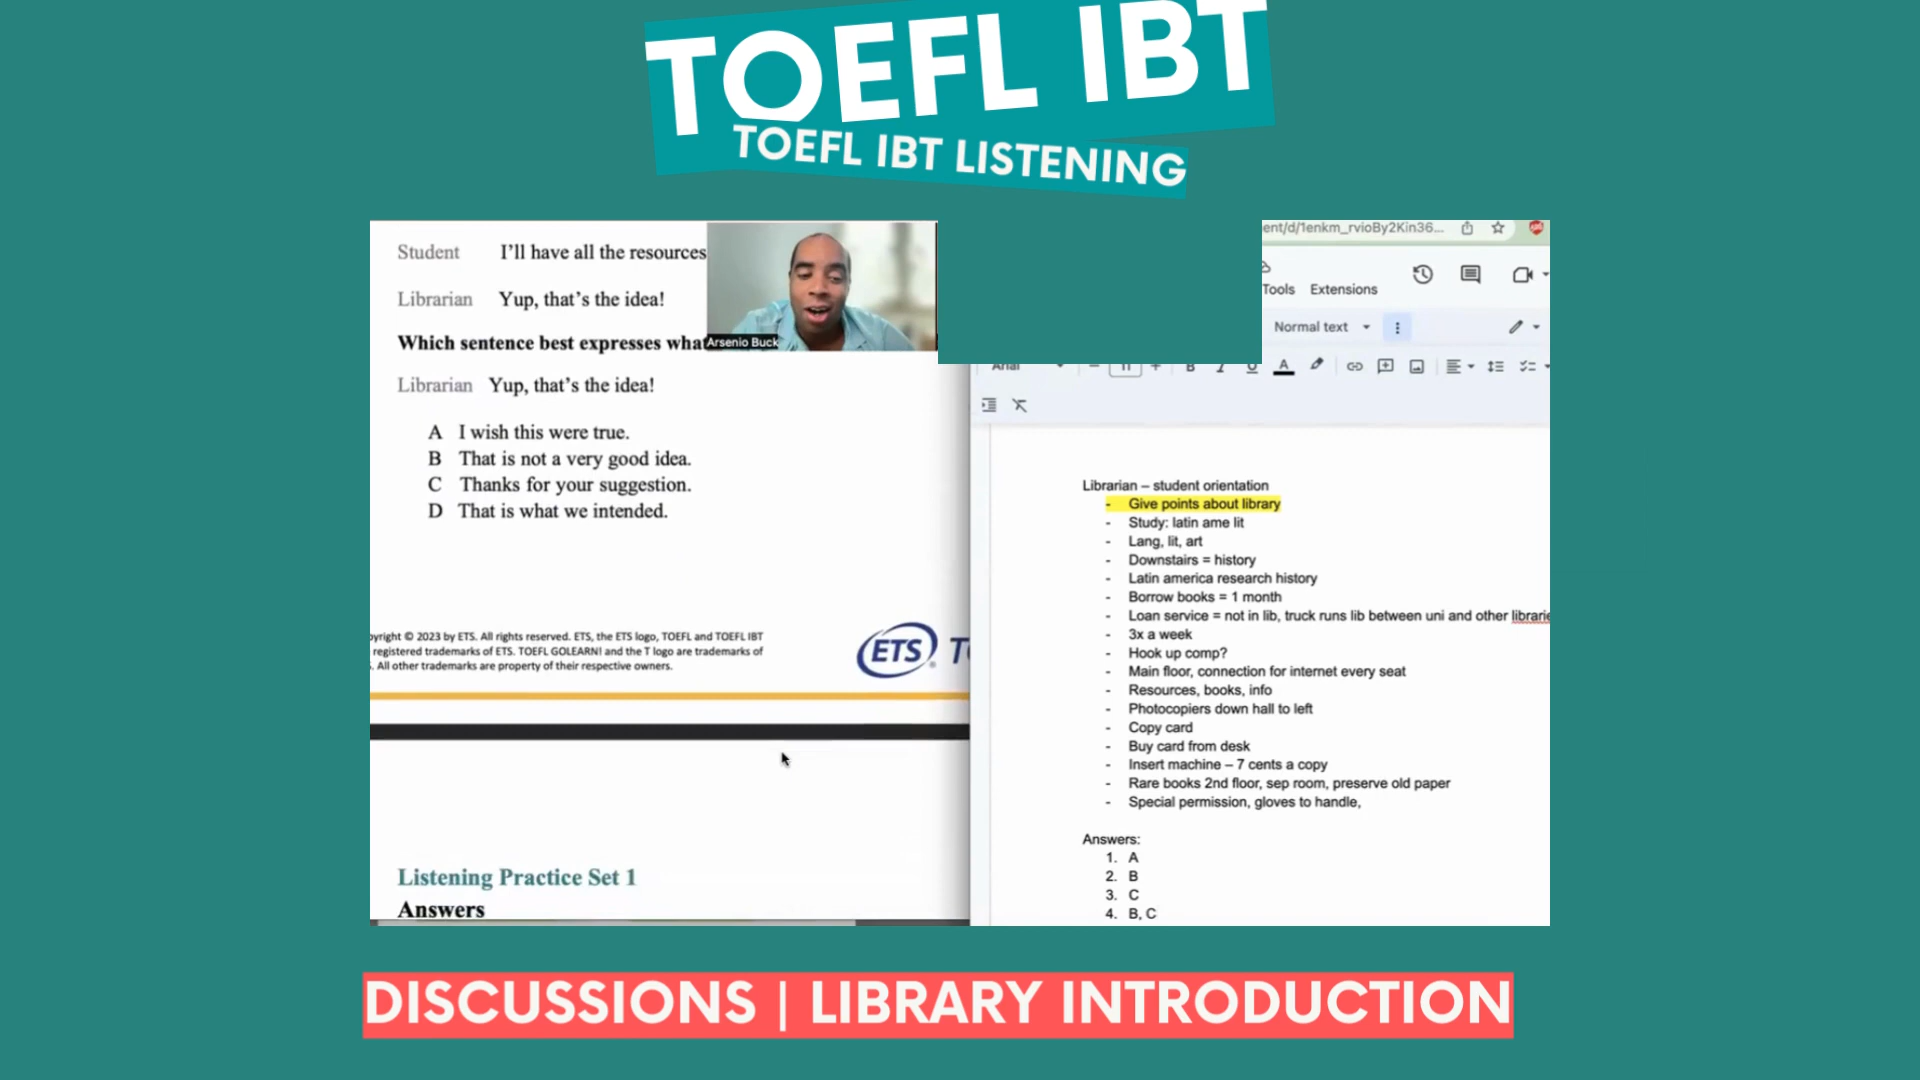 TOEFL IBT
TOEFL IBT LISTENING
Student I'll have all the resources
Librarian Yup, that's the idea!
Which sentence best expresses what
Arsenio Buck
Librarian Yup, that's the idea!
A I wish this were true.
B That is not a very good idea.
C Thanks for your suggestion.
D That is what we intended.
pyright © 2023 by ETS. All rights reserved. ETS, the ETS logo, TOEFL and TOEFL IBT
registered trademarks of ETS. TOEFL GOLEARN! and the T logo are trademarks of
. All other trademarks are property of their respective owners.
ETS T
Listening Practice Set 1
Answers
ent/d/1enkm_rvioBy2Kin36...
Tools Extensions
Normal text
Arial 11 B I U A
Librarian – student orientation
- Give points about library
- Study: latin ame lit
- Lang, lit, art
- Downstairs = history
- Latin america research history
- Borrow books = 1 month
- Loan service = not in lib, truck runs lib between uni and other librarie
- 3x a week
- Hook up comp?
- Main floor, connection for internet every seat
- Resources, books, info
- Photocopiers down hall to left
- Copy card
- Buy card from desk
- Insert machine – 7 cents a copy
- Rare books 2nd floor, sep room, preserve old paper
- Special permission, gloves to handle,
Answers:
1. A
2. B
3. C
4. B, C
DISCUSSIONS | LIBRARY INTRODUCTION